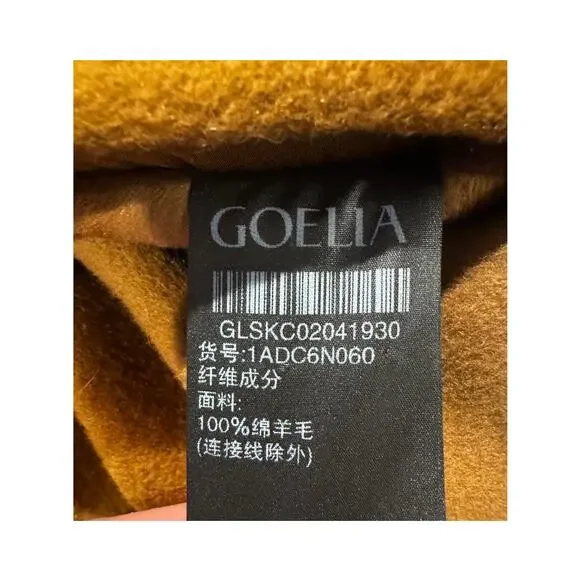 GOELIA
GLSKC02041930
货号:1ADC6N060
纤维成分
面料:
100%绵羊毛
(连接线除外)